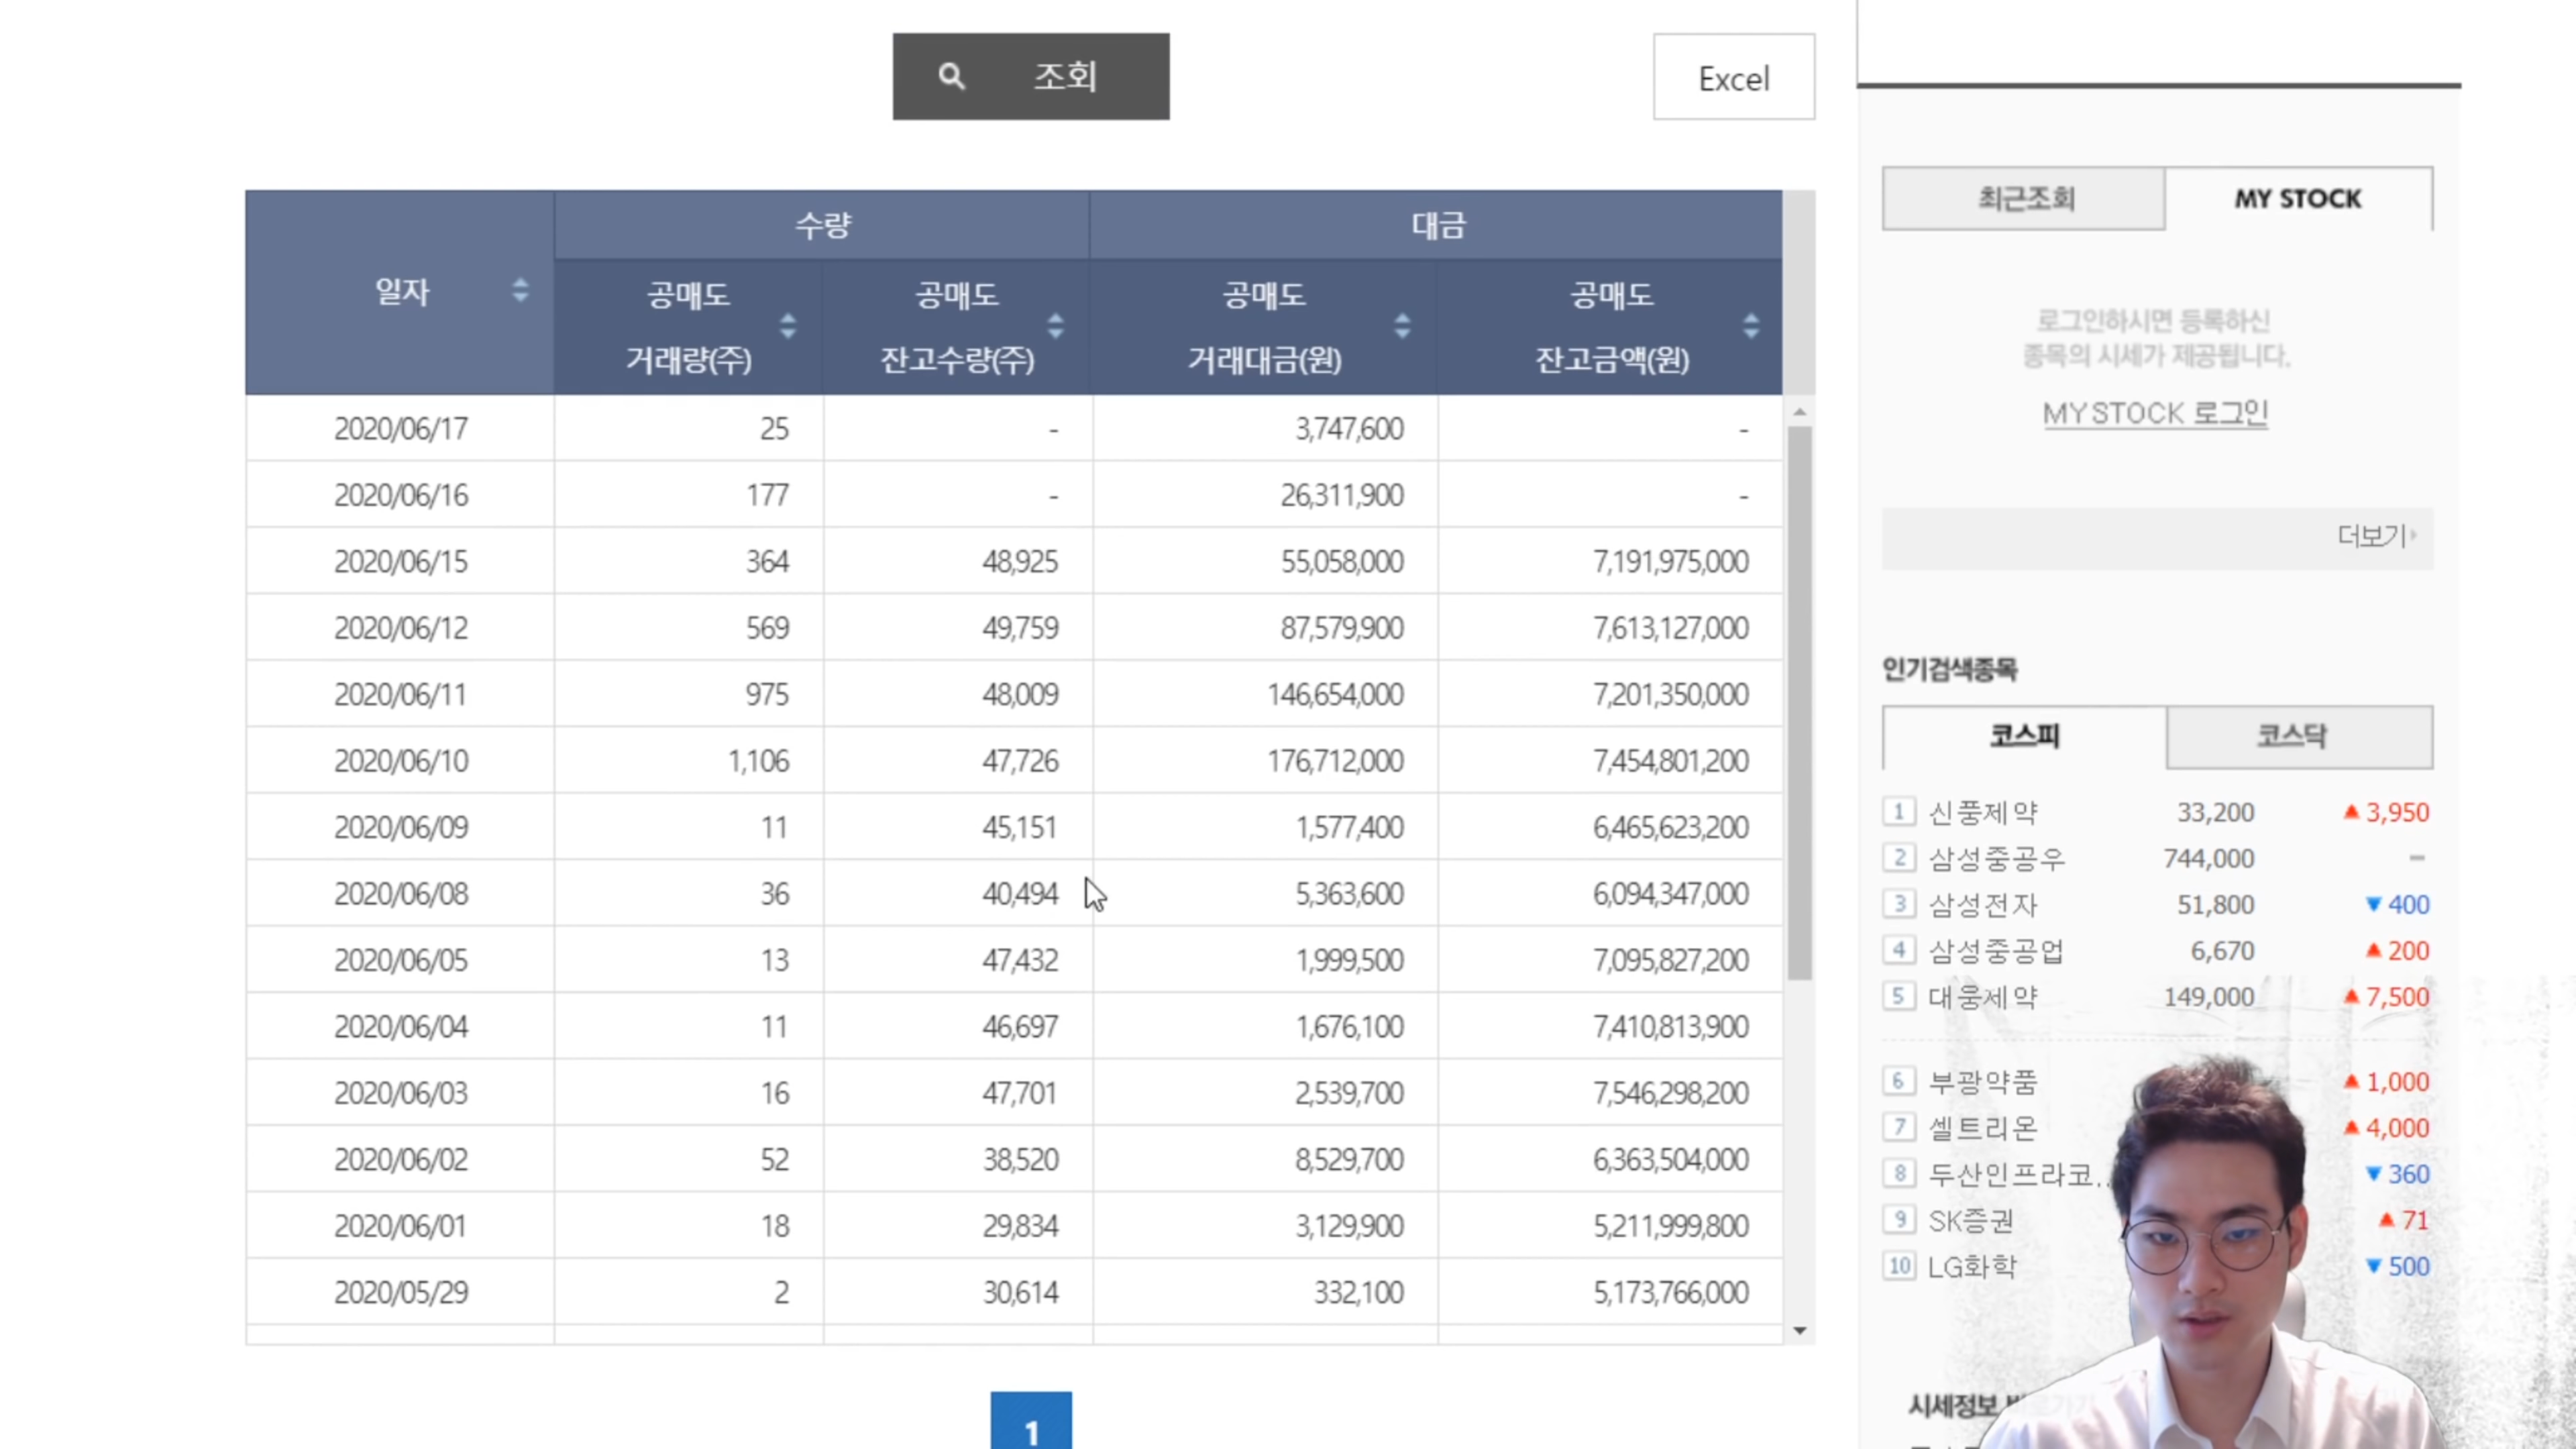 조회
Excel
일자 수량 대금
공매도 거래량(주) 공매도 잔고수량(주) 공매도 거래대금(원) 공매도 잔고금액(원)
2020/06/17 25 - 3,747,600 -
2020/06/16 177 - 26,311,900 -
2020/06/15 364 48,925 55,058,000 7,191,975,000
2020/06/12 569 49,759 87,579,900 7,613,127,000
2020/06/11 975 48,009 146,654,000 7,201,350,000
2020/06/10 1,106 47,726 176,712,000 7,454,801,200
2020/06/09 11 45,151 1,577,400 6,465,623,200
2020/06/08 36 40,494 5,363,600 6,094,347,000
2020/06/05 13 47,432 1,999,500 7,095,827,200
2020/06/04 11 46,697 1,676,100 7,410,813,900
2020/06/03 16 47,701 2,539,700 7,546,298,200
2020/06/02 52 38,520 8,529,700 6,363,504,000
2020/06/01 18 29,834 3,129,900 5,211,999,800
2020/05/29 2 30,614 332,100 5,173,766,000
1
최근조회 MY STOCK
로그인하시면 등록하신
종목의 시세가 제공됩니다.
MY STOCK 로그인
더보기
인기검색종목
코스피 코스닥
1 신풍제약 33,200 ▲ 3,950
2 삼성중공우 744,000 -
3 삼성전자 51,800 ▼ 400
4 삼성중공업 6,670 ▲ 200
5 대웅제약 149,000 ▲ 7,500
6 부광약품 ▲ 1,000
7 셀트리온 ▲ 4,000
8 두산인프라코.. ▼ 360
9 SK증권 ▲ 71
10 LG화학 ▼ 500
시세정보